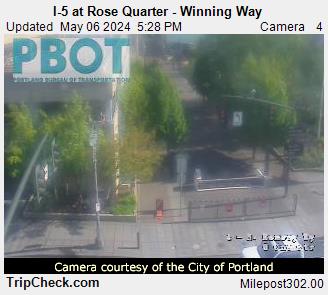 I-5 at Rose Quarter - Winning Way
Updated May 06 2024 5:28 PM Camera 4
PBOT
PORTLAND BUREAU OF TRANSPORTATION
Camera courtesy of the City of Portland
TripCheck.com Milepost302.00